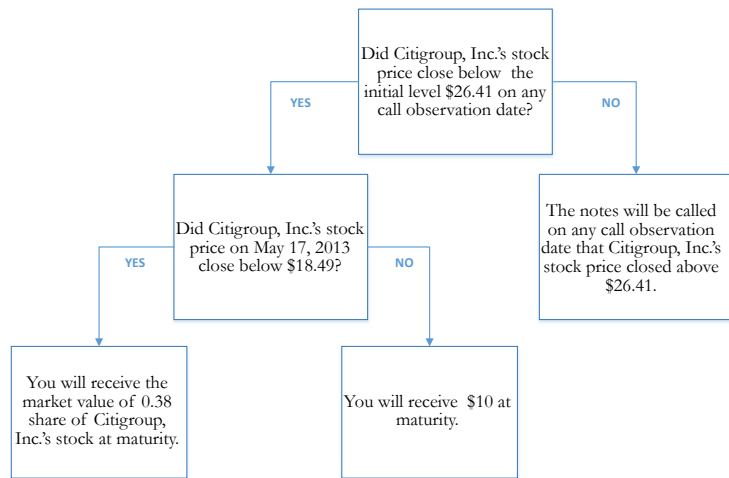 Did Citigroup, Inc.'s stock
price close below the
initial level $26.41 on any
call observation date?
YES
NO
Did Citigroup, Inc.'s stock
price on May 17, 2013
close below $18.49?
The notes will be called
on any call observation
date that Citigroup, Inc.'s
stock price closed above
$26.41.
YES
NO
You will receive the
market value of 0.38
share of Citigroup,
Inc.'s stock at maturity.
You will receive $10 at
maturity.